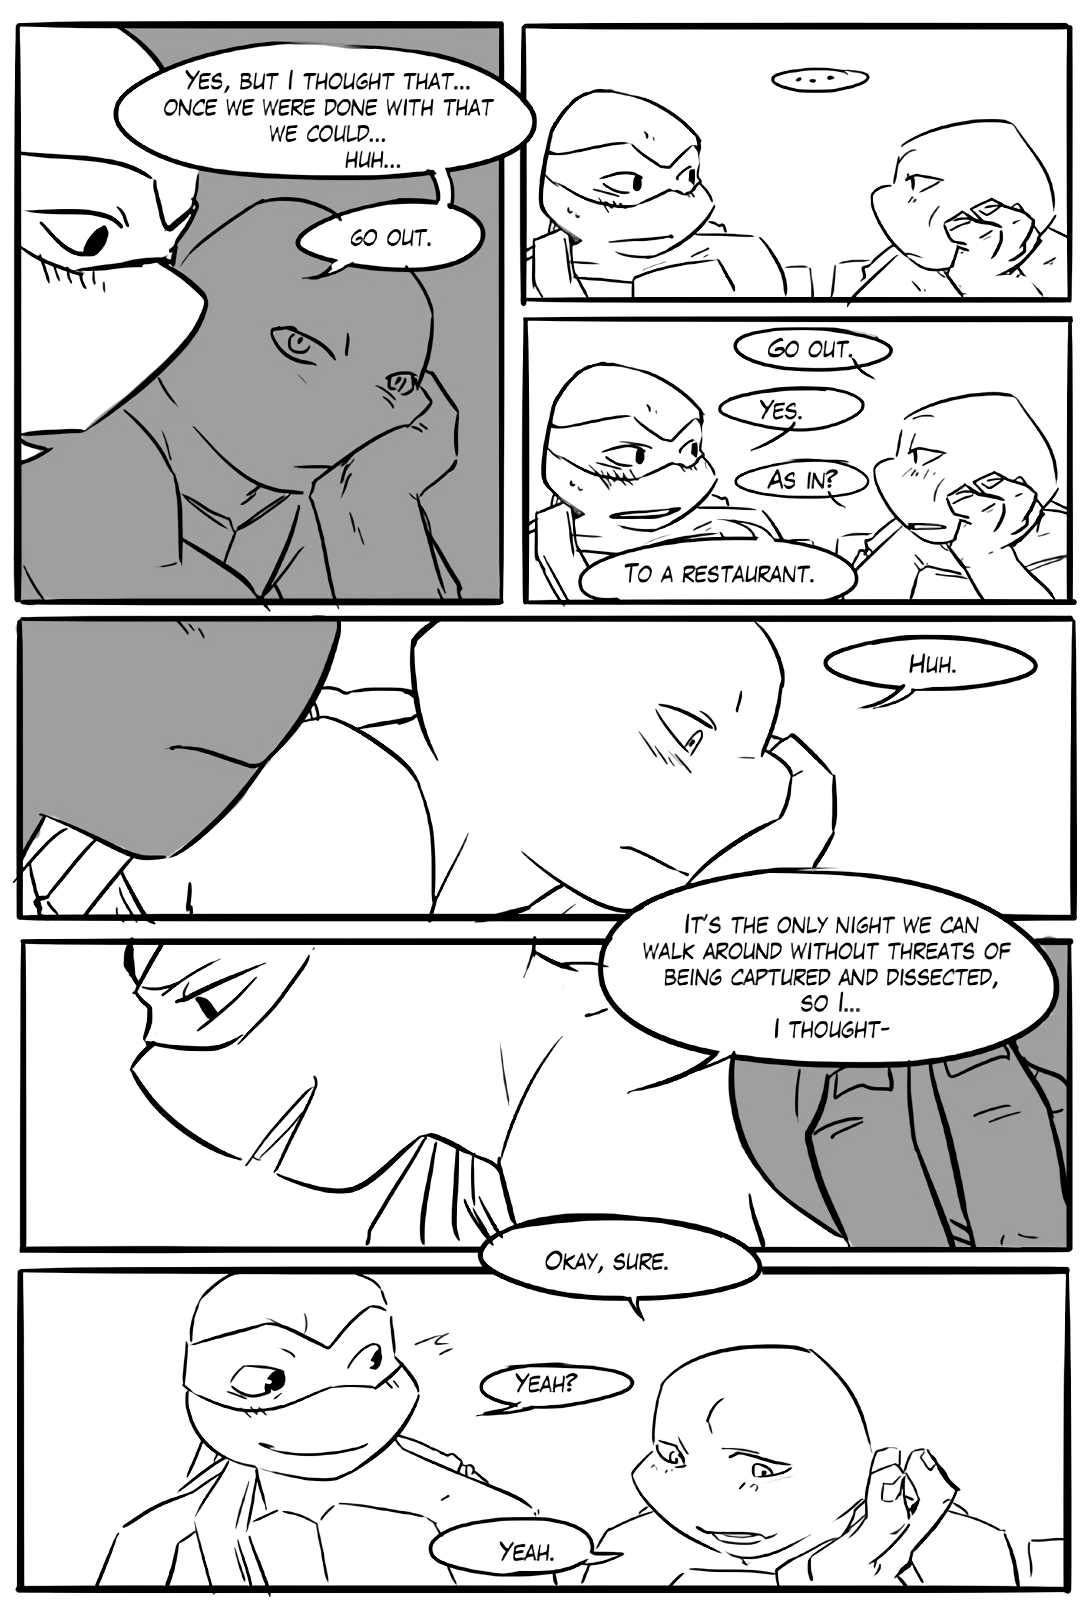 YES, BUT I THOUGHT THAT...
ONCE WE WERE DONE WITH THAT
WE COULD...
HUH...
GO OUT.
...
GO OUT.
YES.
AS IN?
TO A RESTAURANT.
HUH.
IT'S THE ONLY NIGHT WE CAN
WALK AROUND WITHOUT THREATS OF
BEING CAPTURED AND DISSECTED,
SO I...
I THOUGHT-
OKAY, SURE.
YEAH?
YEAH.